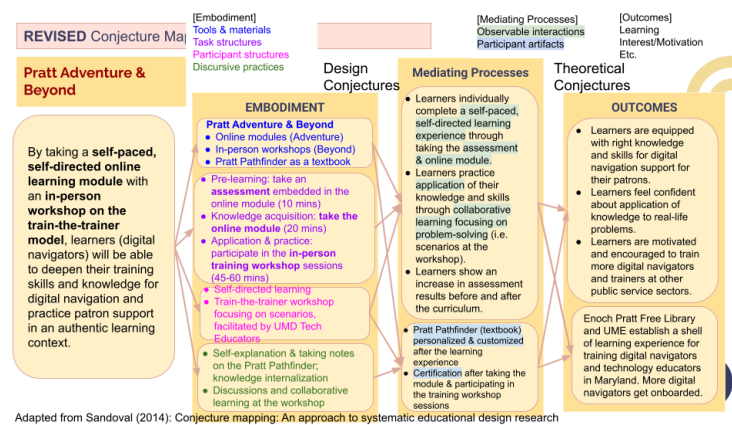 REVISED Conjecture Map
[Embodiment]
Tools & materials
Task structures
Participant structures
Discursive practices
[Mediating Processes]
Observable interactions
Participant artifacts
[Outcomes]
Learning
Interest/Motivation
Etc.
Pratt Adventure &
Beyond
By taking a self-paced,
self-directed online
learning module with
an in-person
workshop on the
train-the-trainer
model, learners (digital
navigators) will be able
to deepen their training
skills and knowledge for
digital navigation and
practice patron support
in an authentic learning
context.
Design
Conjectures
EMBODIMENT
Pratt Adventure & Beyond
● Online modules (Adventure)
● In-person workshops (Beyond)
● Pratt Pathfinder as a textbook
● Pre-learning: take an
assessment embedded in the
online module (10 mins)
● Knowledge acquisition: take the
online module (20 mins)
● Application & practice:
participate in the in-person
training workshop sessions
(45-60 mins)
● Self-directed learning
● Train-the-trainer workshop
focusing on scenarios,
facilitated by UMD Tech
Educators
● Self-explanation & taking notes
on the Pratt Pathfinder;
knowledge internalization
● Discussions and collaborative
learning at the workshop
Mediating Processes
● Learners individually
complete a self-paced,
self-directed learning
experience through
taking the assessment
& online module.
● Learners practice
application of their
knowledge and skills
through collaborative
learning focusing on
problem-solving (i.e.
scenarios at the
workshop).
● Learners show an
increase in assessment
results before and after
the curriculum.
● Pratt Pathfinder (textbook)
personalized & customized
after the learning
experience
● Certification after taking the
module & participating in
the training workshop
sessions
Theoretical
Conjectures
OUTCOMES
● Learners are equipped
with right knowledge
and skills for digital
navigation support for
their patrons.
● Learners feel confident
about application of
knowledge to real-life
problems.
● Learners are motivated
and encouraged to train
more digital navigators
and trainers at other
public service sectors.
Enoch Pratt Free Library
and UME establish a shell
of learning experience for
training digital navigators
and technology educators
in Maryland. More digital
navigators get onboarded.
Adapted from Sandoval (2014): Conjecture mapping: An approach to systematic educational design research